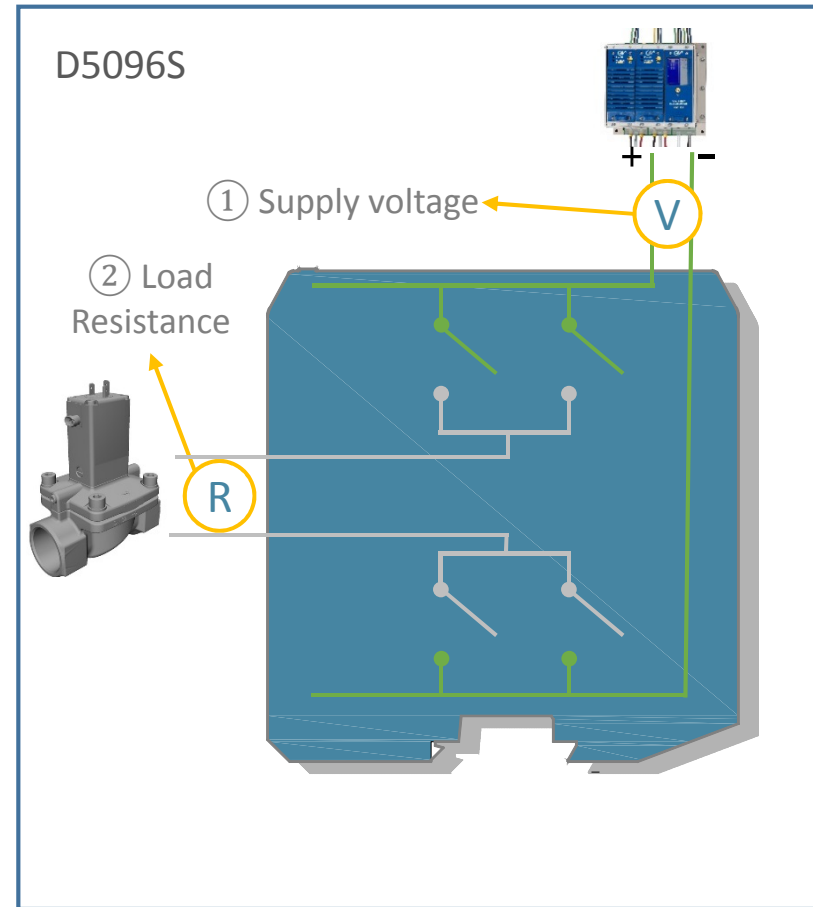 D5096S
+ -
① Supply voltage
V
② Load
Resistance
R